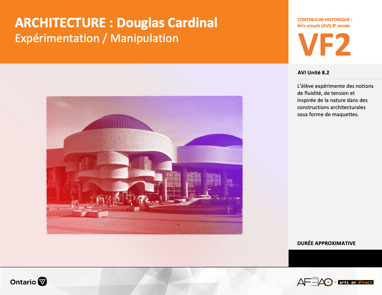 ARCHITECTURE : Douglas Cardinal
Expérimentation / Manipulation
CONTINUUM HISTORIQUE :
Arts visuels (AVI) 8e année
VF2
AVI Unité 8.2
L'élève expérimente des notions
de fluidité, de tension et
inspirée de la nature dans des
constructions architecturales
sous forme de maquettes.
DURÉE APPROXIMATIVE
Ontario
AFÉAO
arts en direct